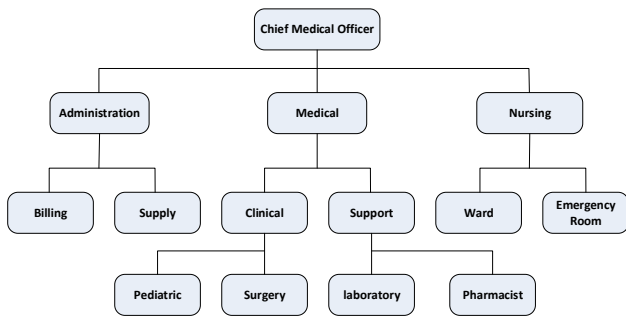 Chief Medical Officer
Administration
Medical
Nursing
Billing
Supply
Clinical
Support
Ward
Emergency
Room
Pediatric
Surgery
laboratory
Pharmacist